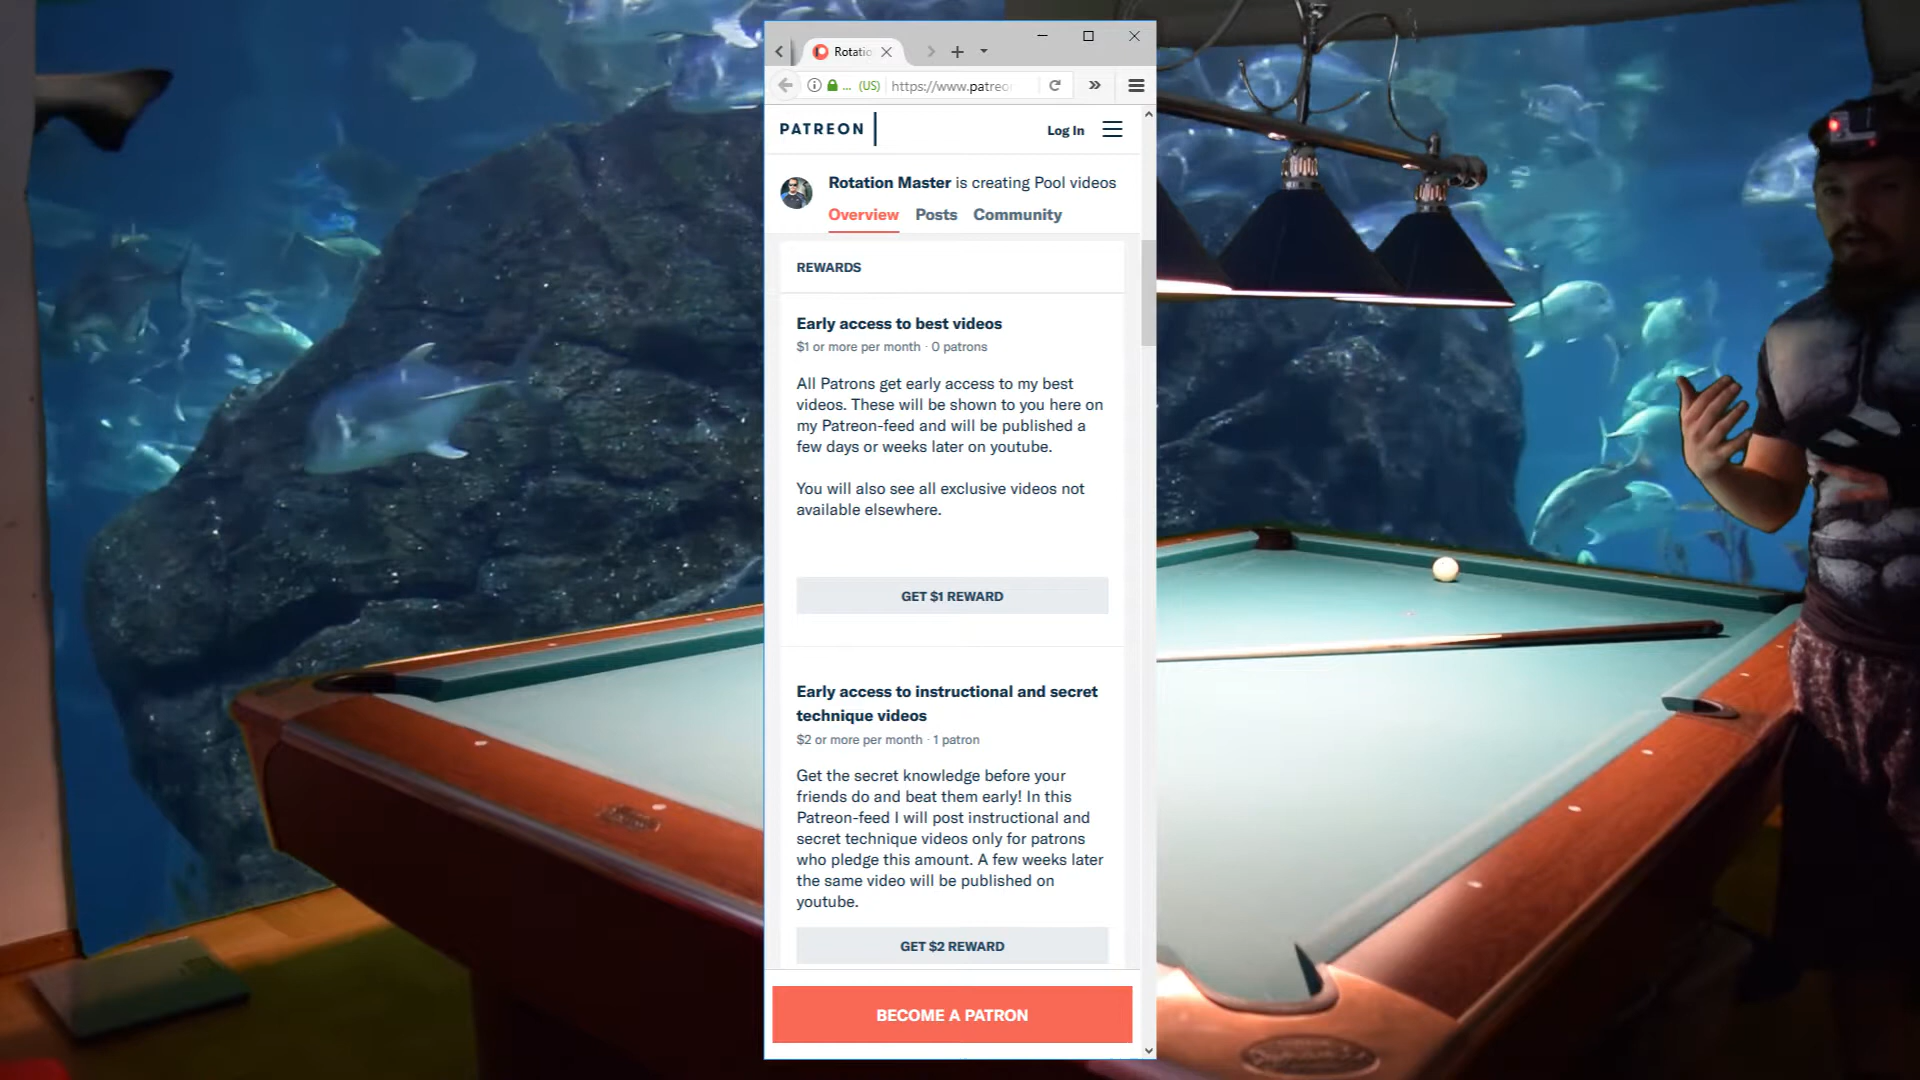 Rotatio
... (US) https://www.patreo
PATREON
Log In
Rotation Master is creating Pool videos
Overview Posts Community
REWARDS
Early access to best videos
$1 or more per month · 0 patrons
All Patrons get early access to my best
videos. These will be shown to you here on
my Patreon-feed and will be published a
few days or weeks later on youtube.
You will also see all exclusive videos not
available elsewhere.
GET $1 REWARD
Early access to instructional and secret
technique videos
$2 or more per month · 1 patron
Get the secret knowledge before your
friends do and beat them early! In this
Patreon-feed I will post instructional and
secret technique videos only for patrons
who pledge this amount. A few weeks later
the same video will be published on
youtube.
GET $2 REWARD
BECOME A PATRON